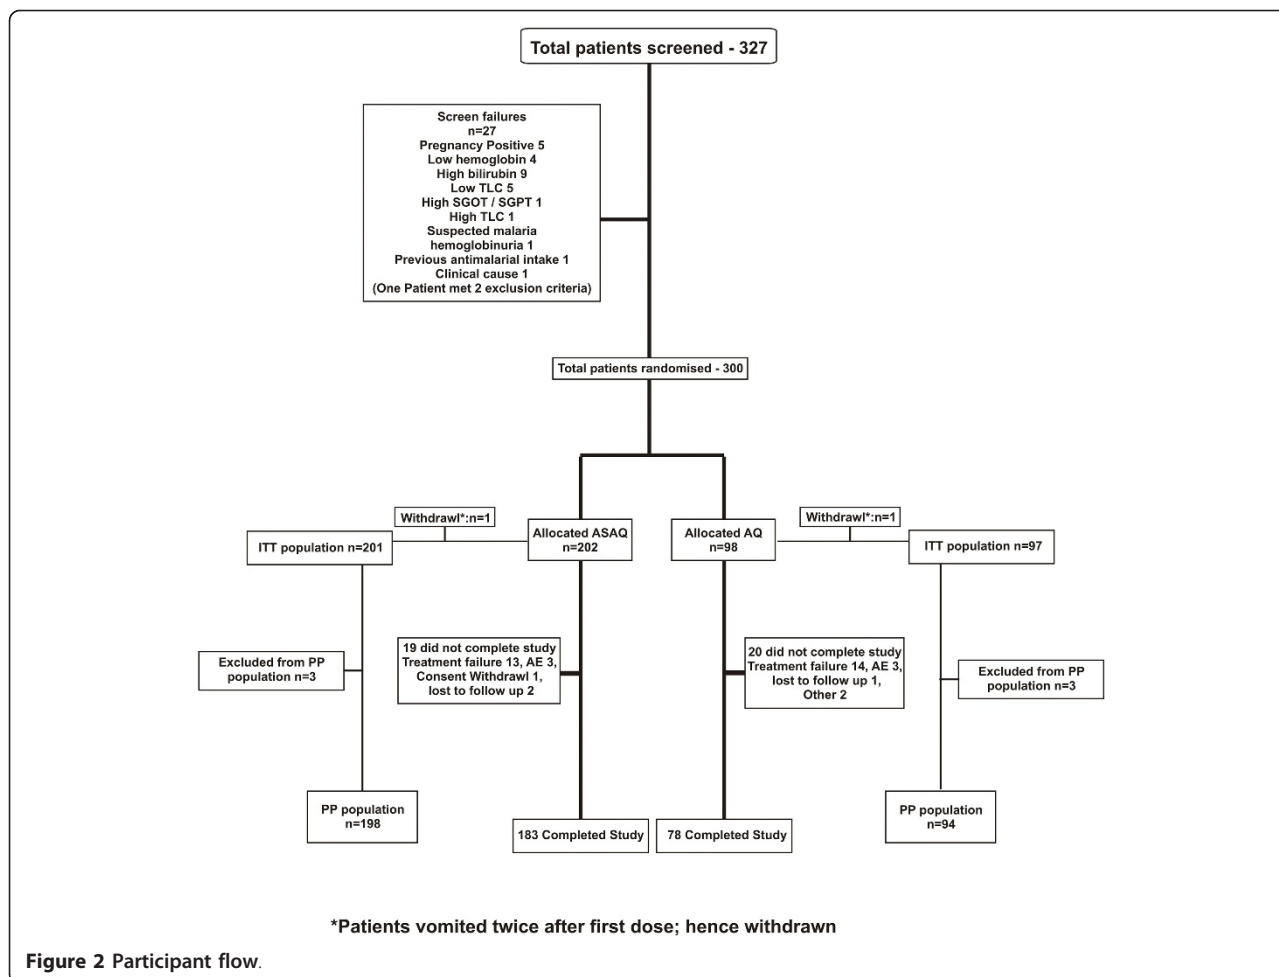 Total patients screened - 327
Screen failures
n=27
Pregnancy Positive 5
Low hemoglobin 4
High bilirubin 9
Low TLC 5
High SGOT / SGPT 1
High TLC 1
Suspected malaria
hemoglobinuria 1
Previous antimalarial intake 1
Clinical cause 1
(One Patient met 2 exclusion criteria)
Total patients randomised - 300
Withdrawl*:n=1
Allocated ASAQ
n=202
ITT population n=201
Allocated AQ
n=98
Withdrawl*:n=1
ITT population n=97
Excluded from PP
population n=3
19 did not complete study
Treatment failure 13, AE 3,
Consent Withdrawl 1,
lost to follow up 2
20 did not complete study
Treatment failure 14, AE 3,
lost to follow up 1,
Other 2
Excluded from PP
population n=3
PP population
n=198
183 Completed Study
78 Completed Study
PP population
n=94
*Patients vomited twice after first dose; hence withdrawn
Figure 2 Participant flow.